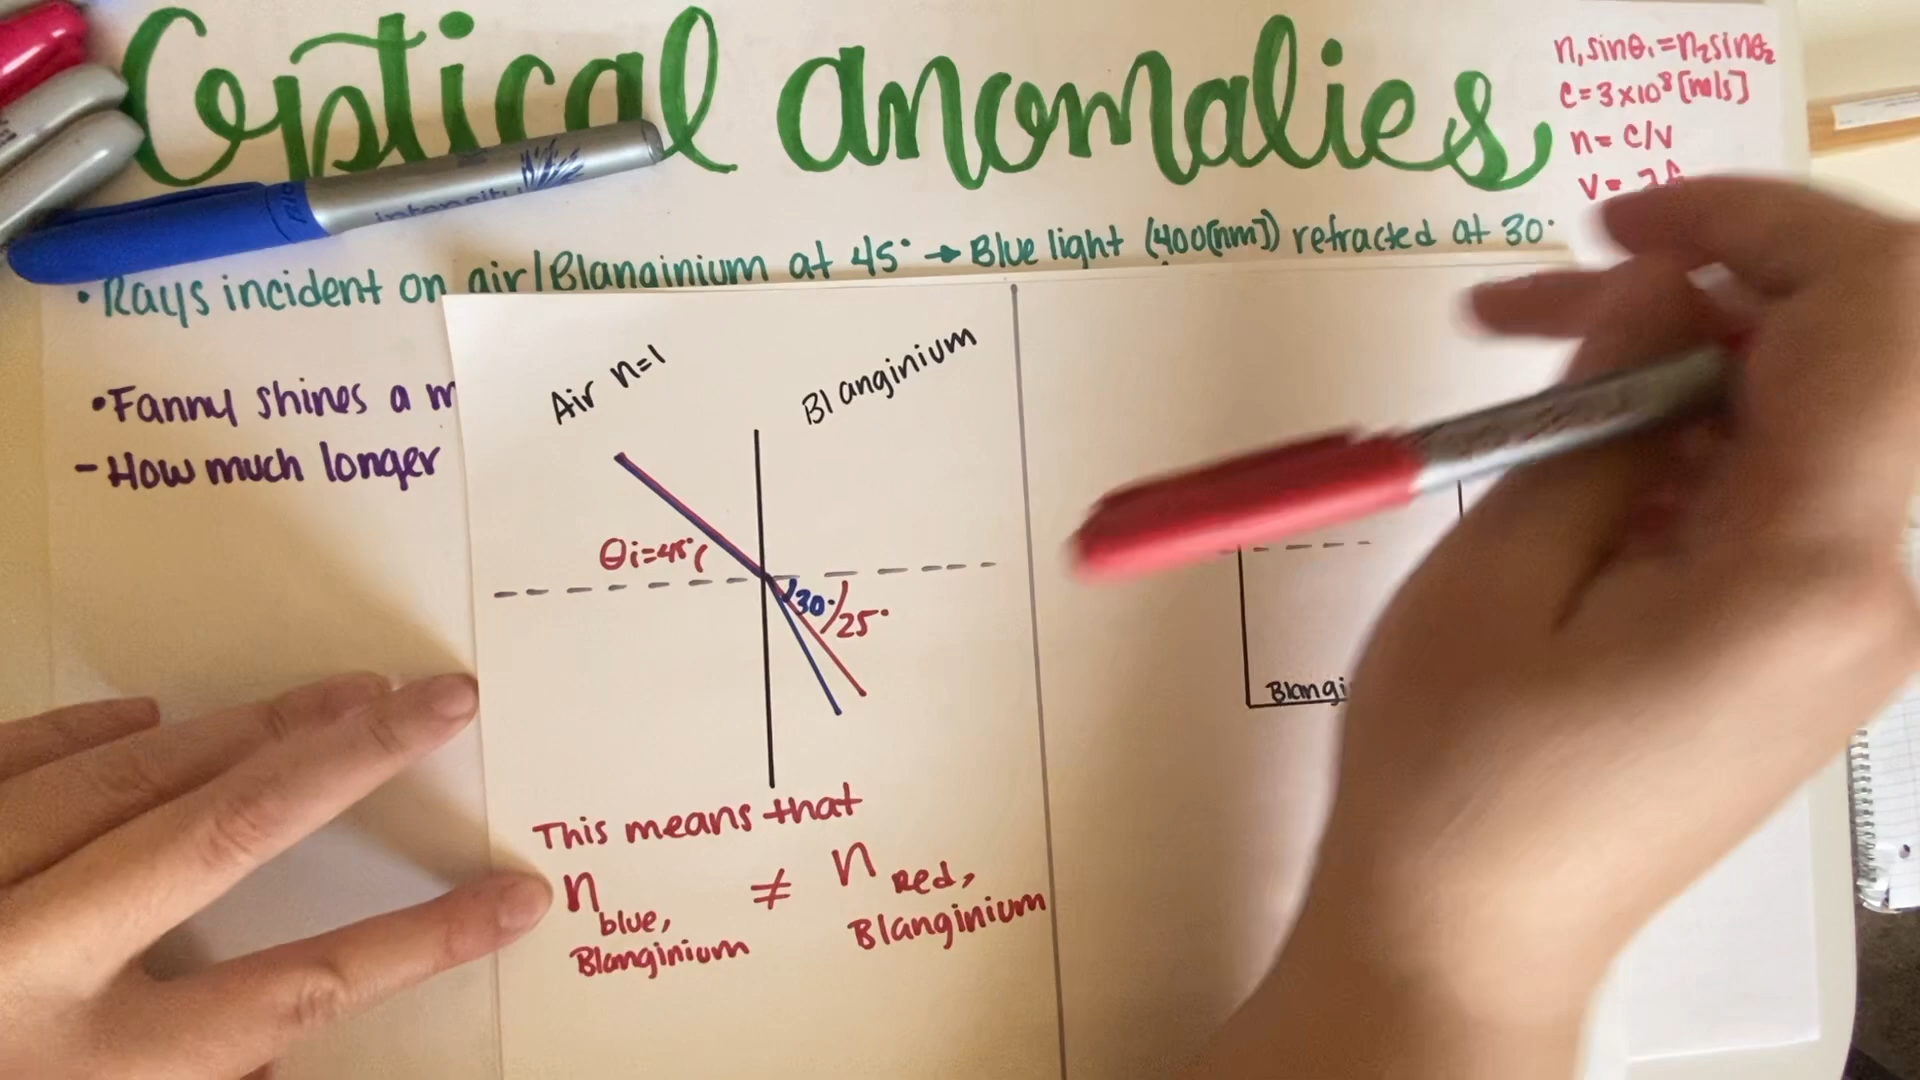 Optical anomalies
n₁sinθ₁=n₂sinθ₂
c=3×10⁸[m/s]
n=c/v
v=
intensity
•Rays incident on air/Blanginium at 45° → Blue light (400[nm]) refracted at 30°
•Fanny shines a
-How much longer
Air n=1
Blanginium
θi=45°
30°
25°
This means that
n blue, Blanginium ≠ n Red, Blanginium
Blangi